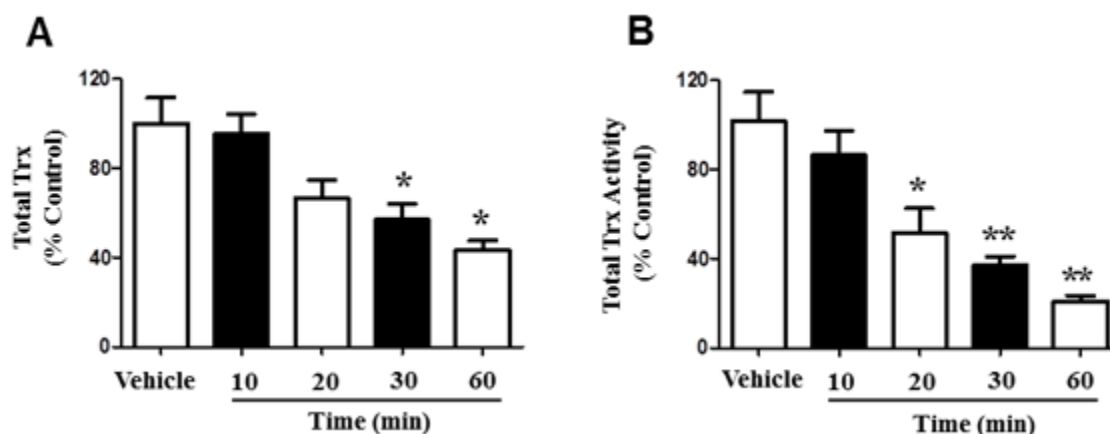 A
Total Trx
(% Control)
120
80
40
0
*
*
Vehicle 10 20 30 60
Time (min)
B
Total Trx Activity
(% Control)
120
80
40
0
*
**
**
Vehicle 10 20 30 60
Time (min)